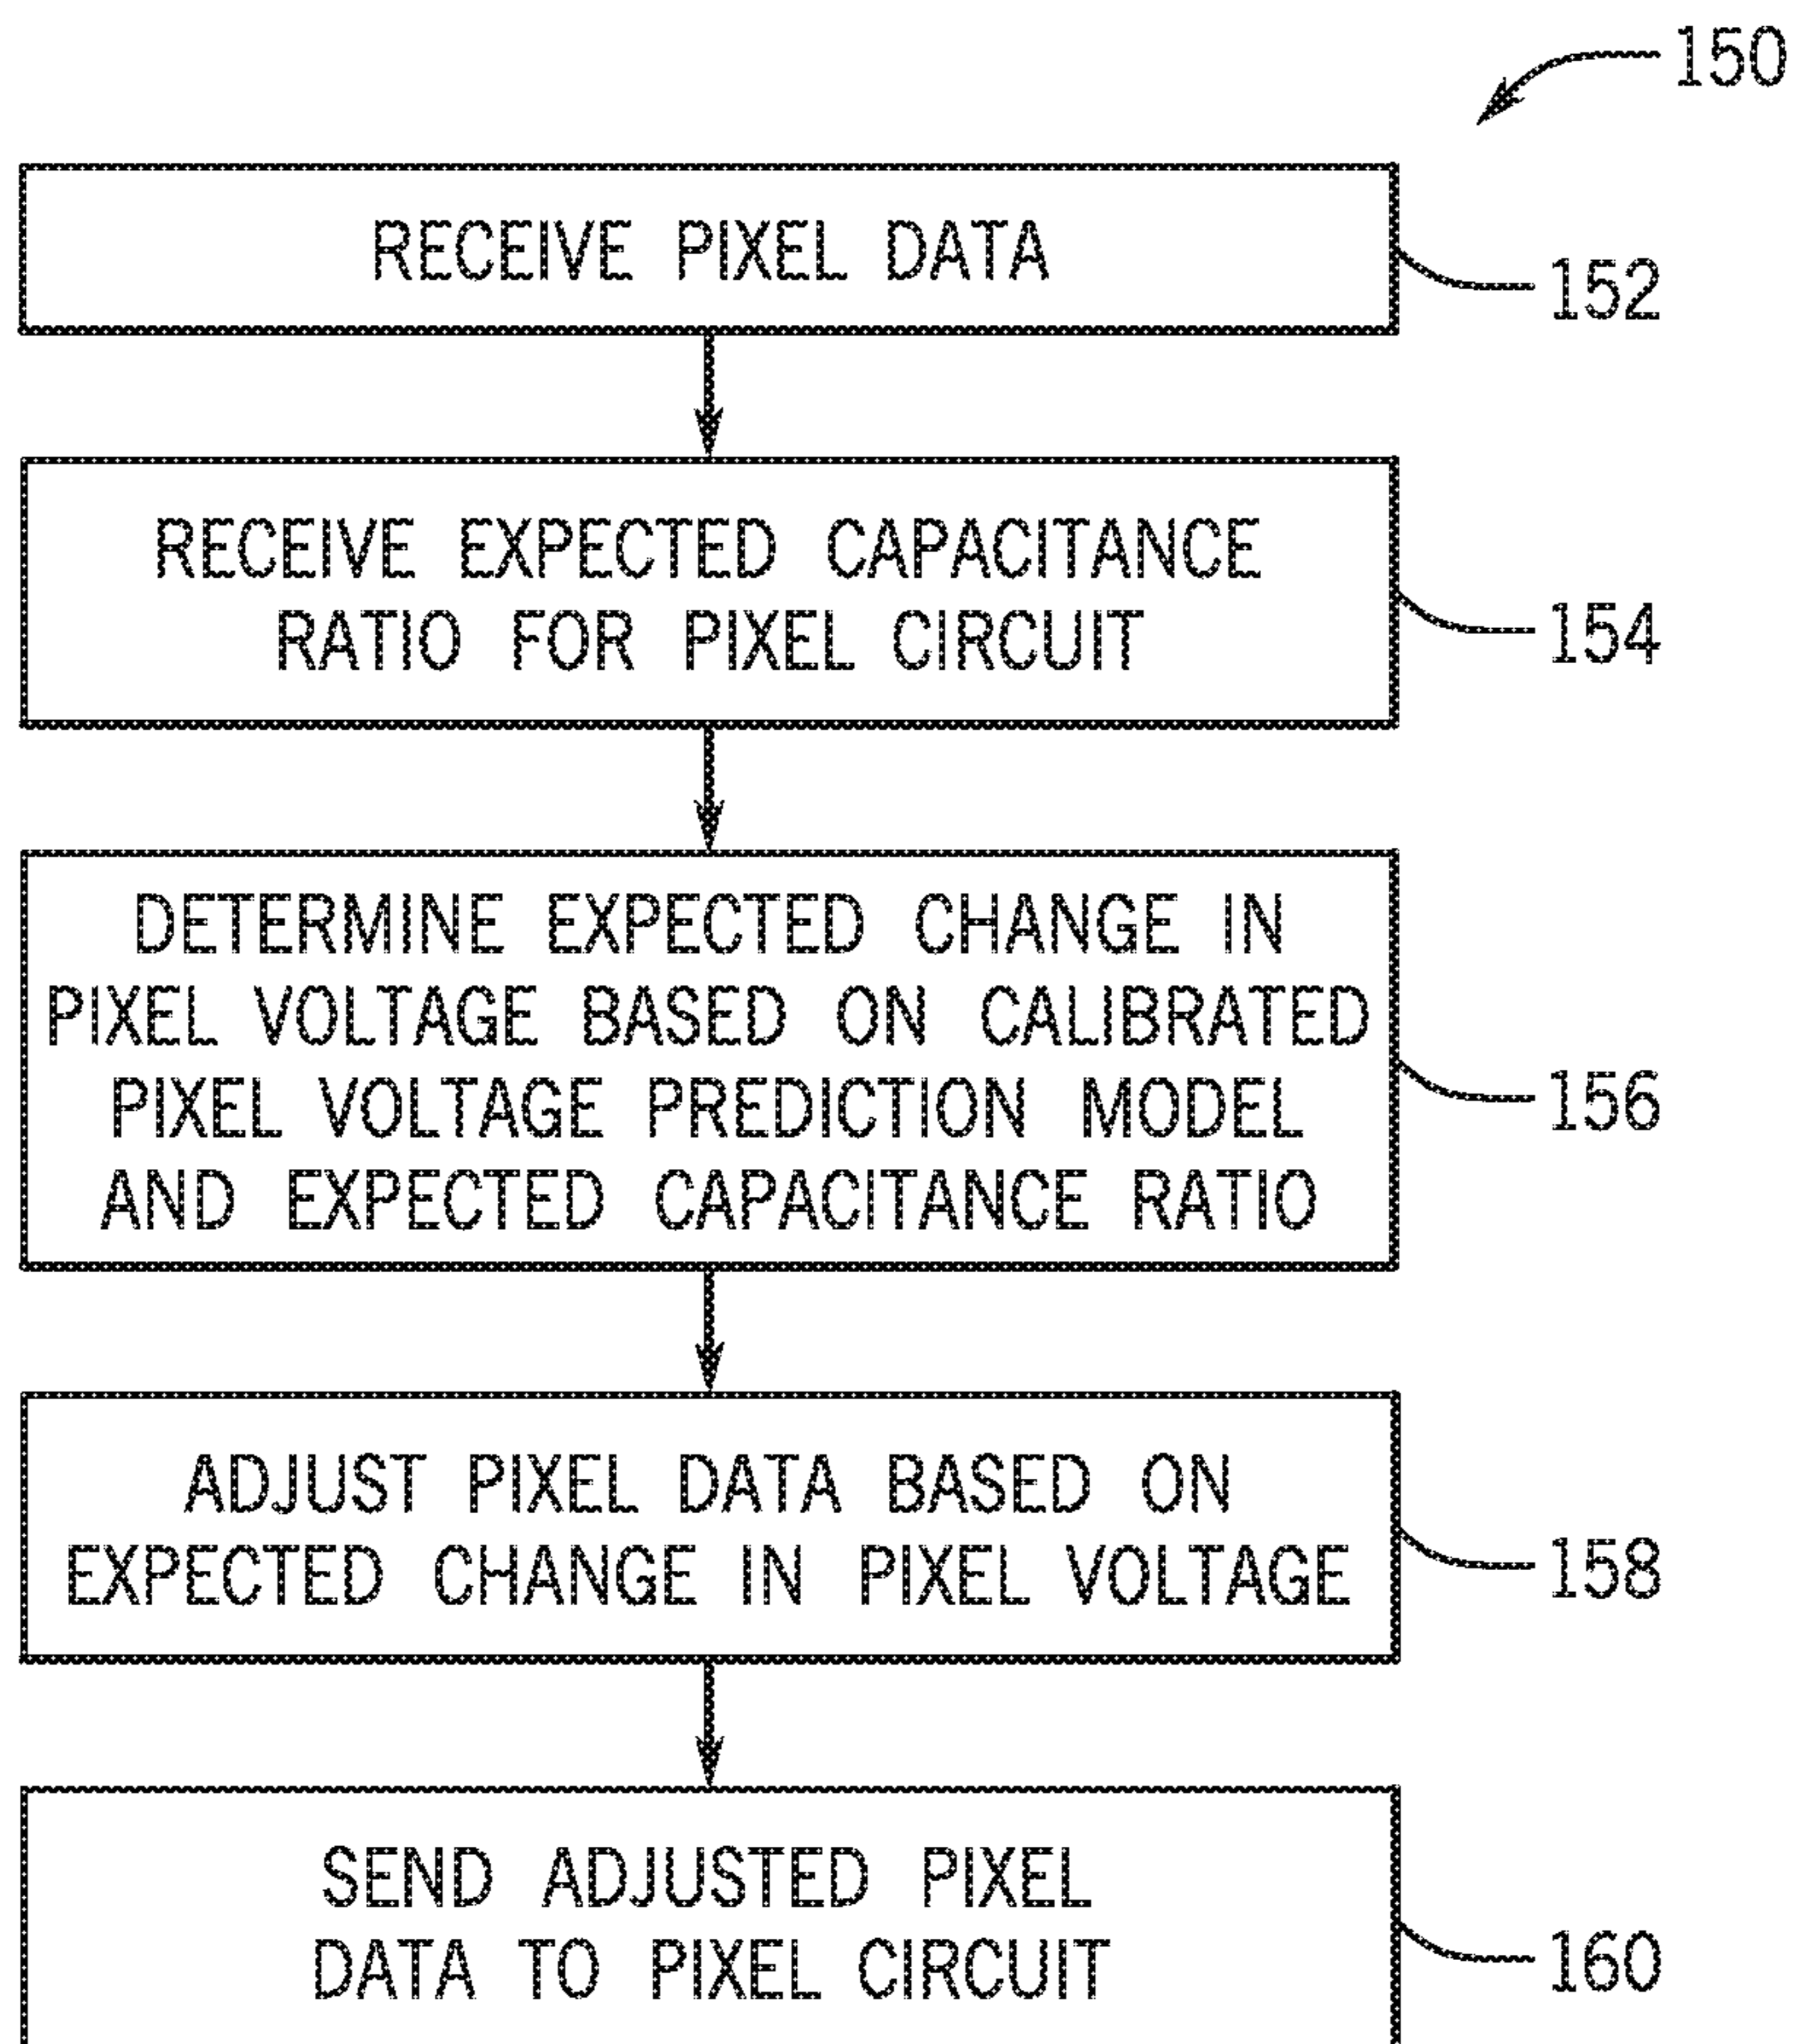 150
RECEIVE PIXEL DATA
152
RECEIVE EXPECTED CAPACITANCE
RATIO FOR PIXEL CIRCUIT
154
DETERMINE EXPECTED CHANGE IN
PIXEL VOLTAGE BASED ON CALIBRATED
PIXEL VOLTAGE PREDICTION MODEL
AND EXPECTED CAPACITANCE RATIO
156
ADJUST PIXEL DATA BASED ON
EXPECTED CHANGE IN PIXEL VOLTAGE
158
SEND ADJUSTED PIXEL
DATA TO PIXEL CIRCUIT
160